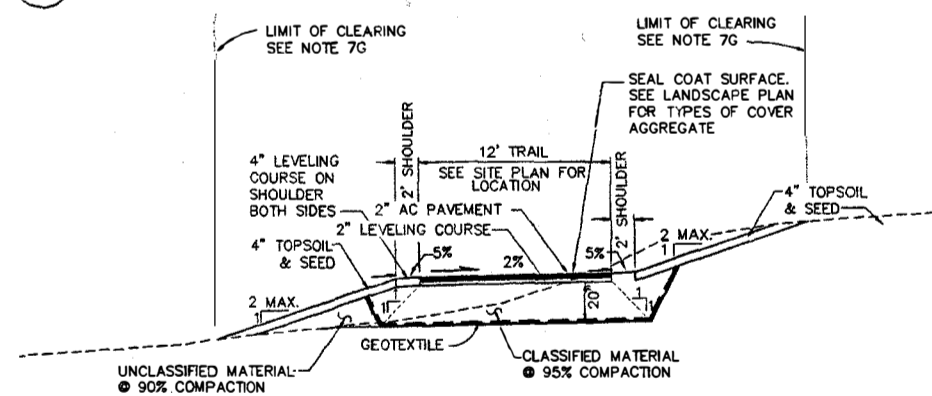 LIMIT OF CLEARING
SEE NOTE 7G
LIMIT OF CLEARING
SEE NOTE 7G
SEAL COAT SURFACE.
SEE LANDSCAPE PLAN
FOR TYPES OF COVER
AGGREGATE
2' SHOULDER
12' TRAIL
SEE SITE PLAN FOR
LOCATION
2' SHOULDER
4" LEVELING
COURSE ON
SHOULDER
BOTH SIDES
2" AC PAVEMENT
2" LEVELING COURSE
4" TOPSOIL
& SEED
4" TOPSOIL
& SEED
5%
2%
5%
2 MAX.
1
2 MAX.
1
1
1
1
20"
GEOTEXTILE
UNCLASSIFIED MATERIAL
@ 90% COMPACTION
CLASSIFIED MATERIAL
@ 95% COMPACTION